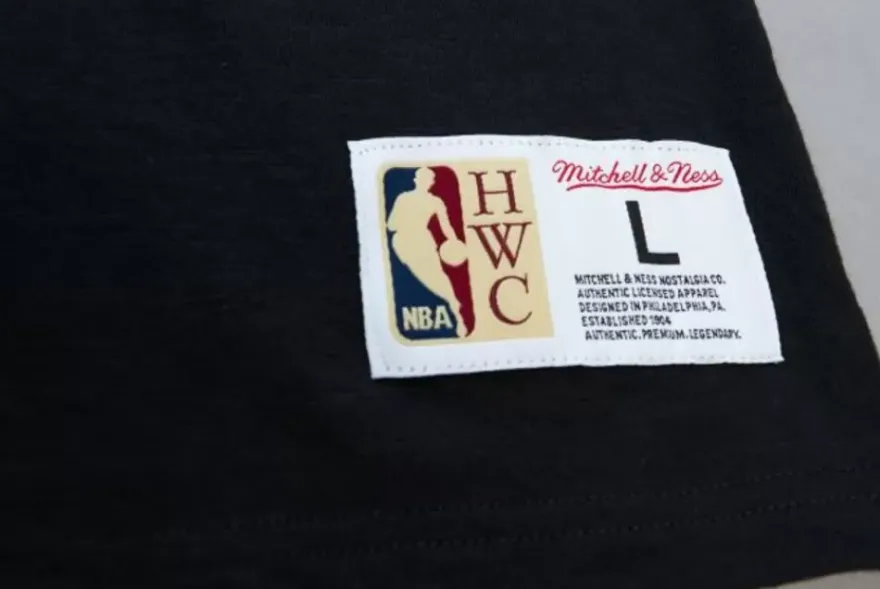 NBA
H
W
C
Mitchell & Ness
L
MITCHELL & NESS NOSTALGIA CO.
AUTHENTIC LICENSED APPAREL
DESIGNED IN PHILADELPHIA, PA.
ESTABLISHED 1904
AUTHENTIC. PREMIUM. LEGENDARY.